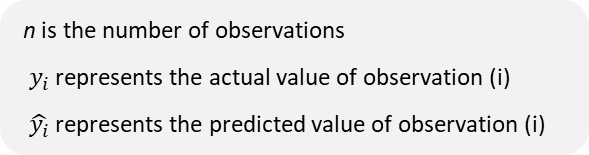 n is the number of observations
yᵢ represents the actual value of observation (i)
ŷᵢ represents the predicted value of observation (i)